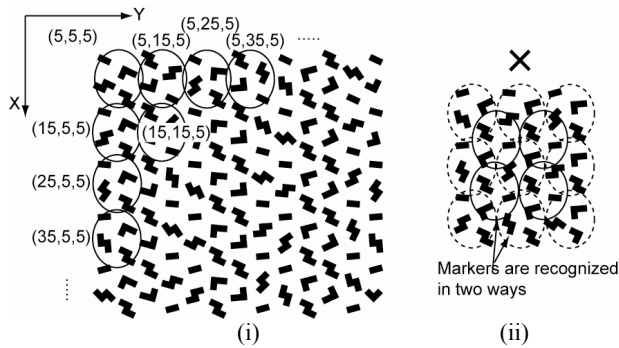 Y
(5,5,5)
(5,15,5)
(5,25,5)
(5,35,5)
.....
X
(15,5,5)
(15,15,5)
(25,5,5)
(35,5,5)
.....
Markers are recognized
in two ways
(i)
(ii)